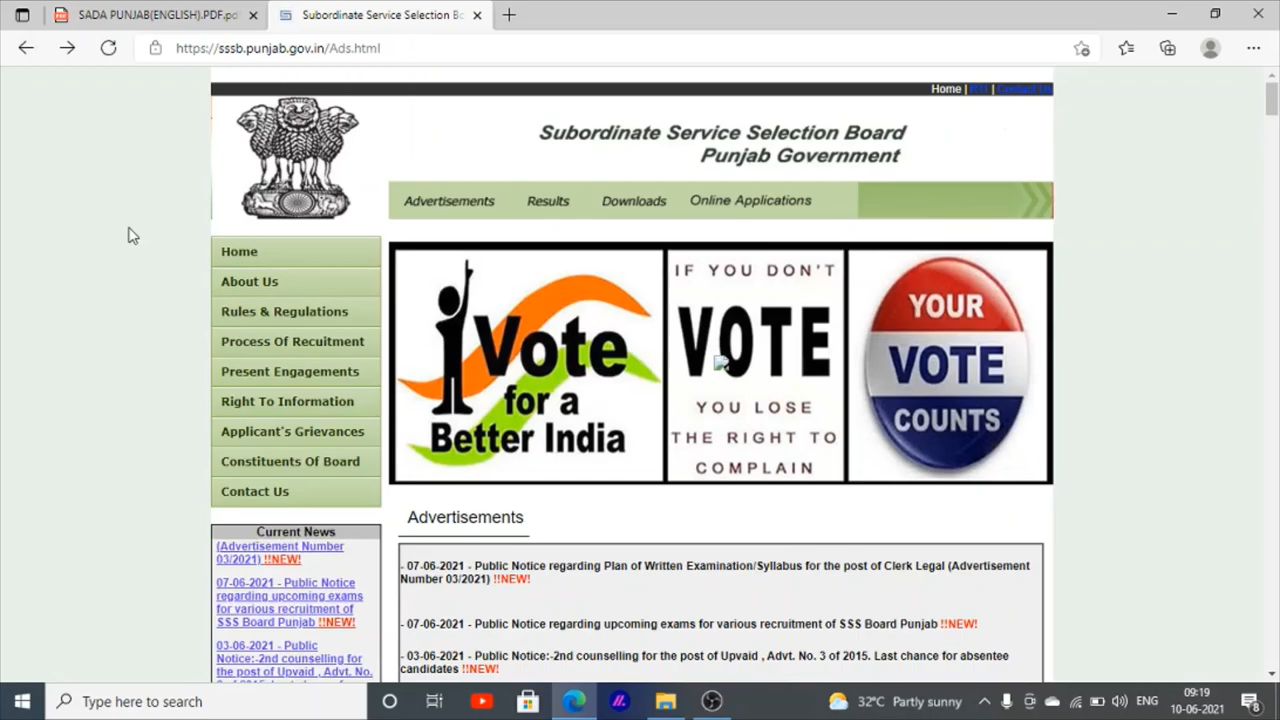 SADA PUNJAB(ENGLISH).PDF.pd
Subordinate Service Selection Bo
https://sssb.punjab.gov.in/Ads.html
Home | RTI | Contact Us
Subordinate Service Selection Board
Punjab Government
Advertisements Results Downloads Online Applications
Home
About Us
Rules & Regulations
Process Of Recuitment
Present Engagements
Right To Information
Applicant's Grievances
Constituents Of Board
Contact Us
Vote
for a
Better India
IF YOU DON'T
VOTE
YOU LOSE
THE RIGHT TO
COMPLAIN
YOUR
VOTE
COUNTS
Current News
(Advertisement Number
03/2021) !!NEW!
07-06-2021 - Public Notice
regarding upcoming exams
for various recruitment of
SSS Board Punjab !!NEW!
03-06-2021 - Public
Notice:-2nd counselling for
the post of Upvaid , Advt. No.
Advertisements
- 07-06-2021 - Public Notice regarding Plan of Written Examination/Syllabus for the post of Clerk Legal (Advertisement
Number 03/2021) !!NEW!
- 07-06-2021 - Public Notice regarding upcoming exams for various recruitment of SSS Board Punjab !!NEW!
- 03-06-2021 - Public Notice:-2nd counselling for the post of Upvaid , Advt. No. 3 of 2015. Last chance for absentee
candidates !!NEW!
Type here to search
32°C Partly sunny
ENG
09:19
10-06-2021
8